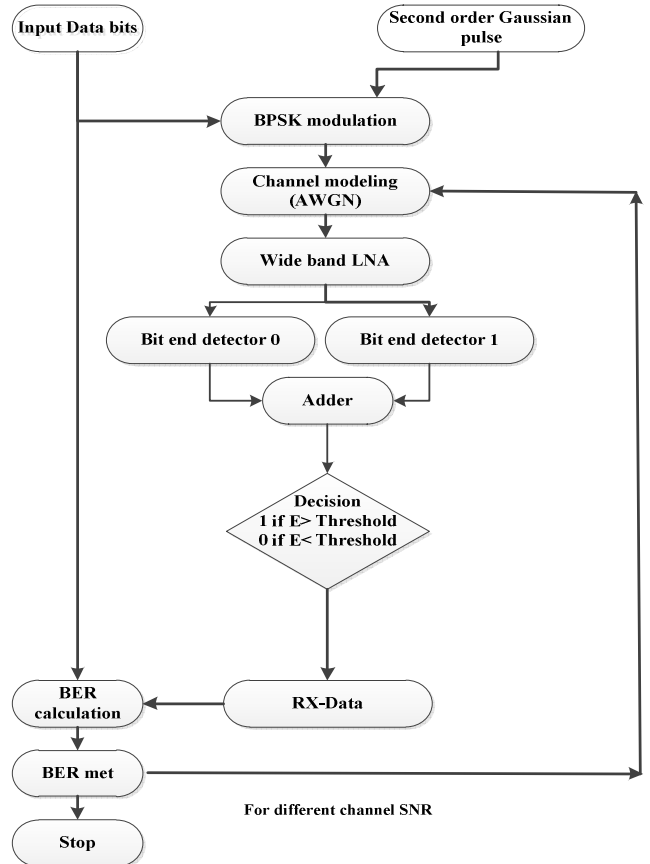 Input Data bits
Second order Gaussian
pulse
BPSK modulation
Channel modeling
(AWGN)
Wide band LNA
Bit end detector 0
Bit end detector 1
Adder
Decision
1 if E> Threshold
0 if E< Threshold
BER
calculation
RX-Data
BER met
For different channel SNR
Stop